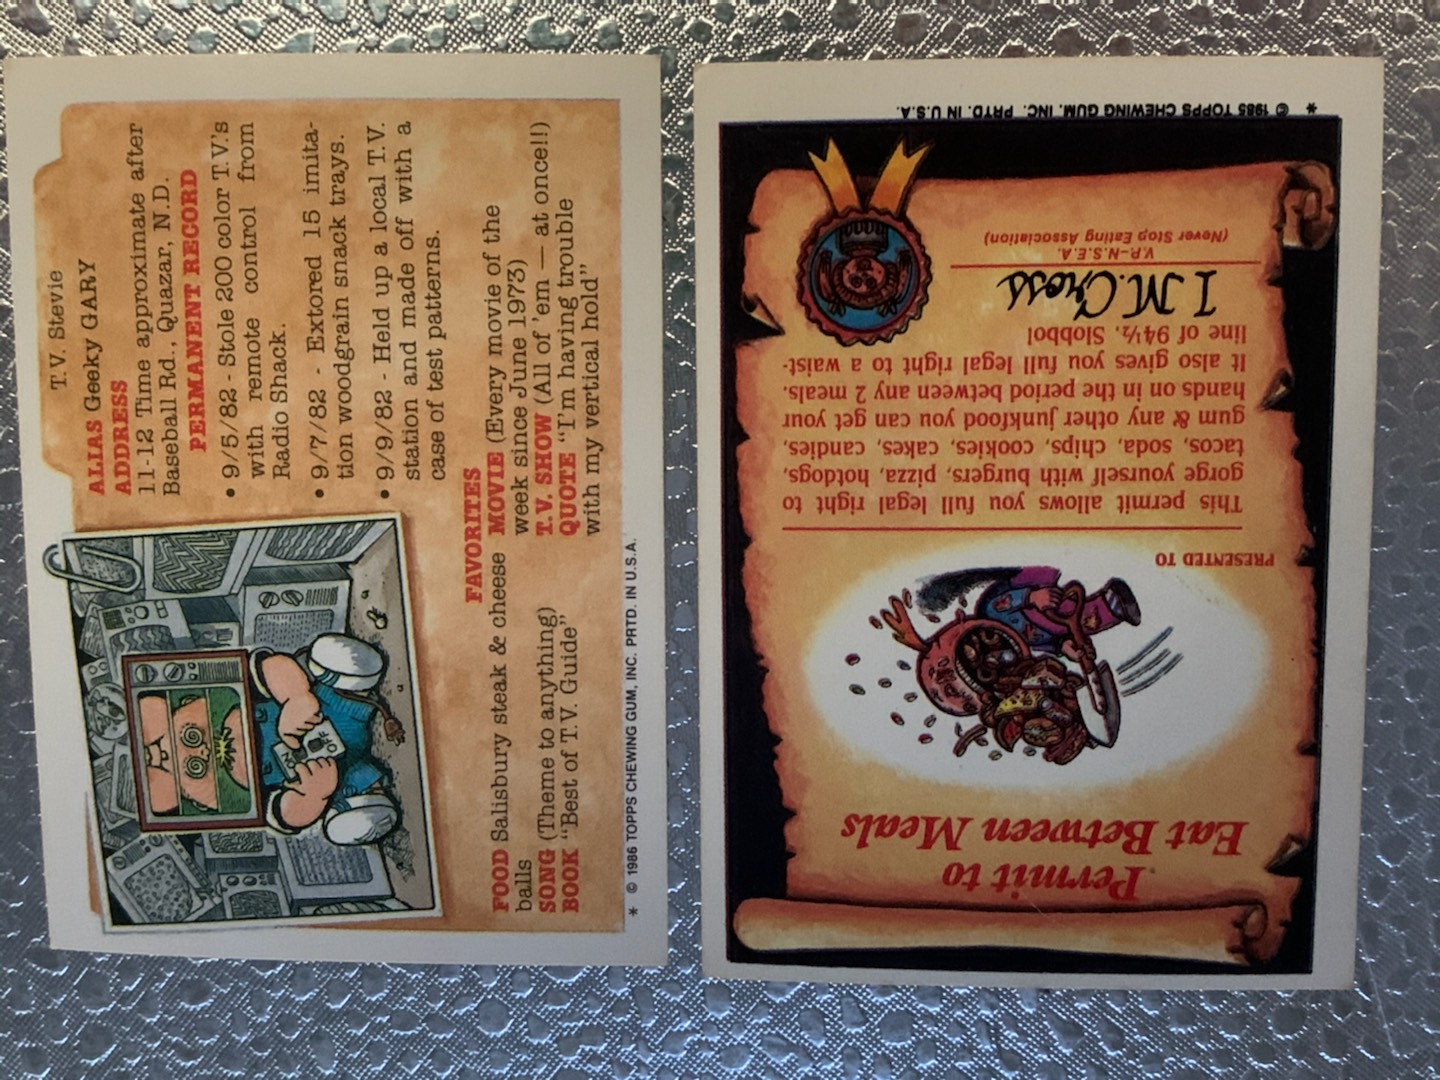 T.V. Stevie
ALIAS Geeky GARY
ADDRESS
11-12 Time approximate after
Baseball Rd., Quazar, N.D.
PERMANENT RECORD
• 9/5/82 - Stole 200 color T.V.'s
with remote control from
Radio Shack.
• 9/7/82 - Extored 15 imita-
tion woodgrain snack trays.
• 9/9/82 - Held up a local T.V.
station and made off with a
case of test patterns.
ON
OFF
FAVORITES
FOOD Salisbury steak & cheese
balls
SONG (Theme to anything)
BOOK "Best of T.V. Guide"
MOVIE (Every movie of the
week since June 1973)
T.V. SHOW (All of 'em — at once!!)
QUOTE "I'm having trouble
with my vertical hold"
* © 1986 TOPPS CHEWING GUM, INC. PRTD. IN U.S.A.
Permit to
Eat Between Meals
PRESENTED TO
This permit allows you full legal right to
gorge yourself with burgers, pizza, hotdogs,
tacos, soda, chips, cookies, cakes, candies,
gum & any other junkfood you can get your
hands on in the period between any 2 meals.
It also gives you full legal right to a waist-
line of 94½, Slobbo!
I M. Cross
V.P.–N.S.E.A.
(Never Stop Eating Association)
* © 1985 TOPPS CHEWING GUM, INC. PRTD. IN U.S.A.